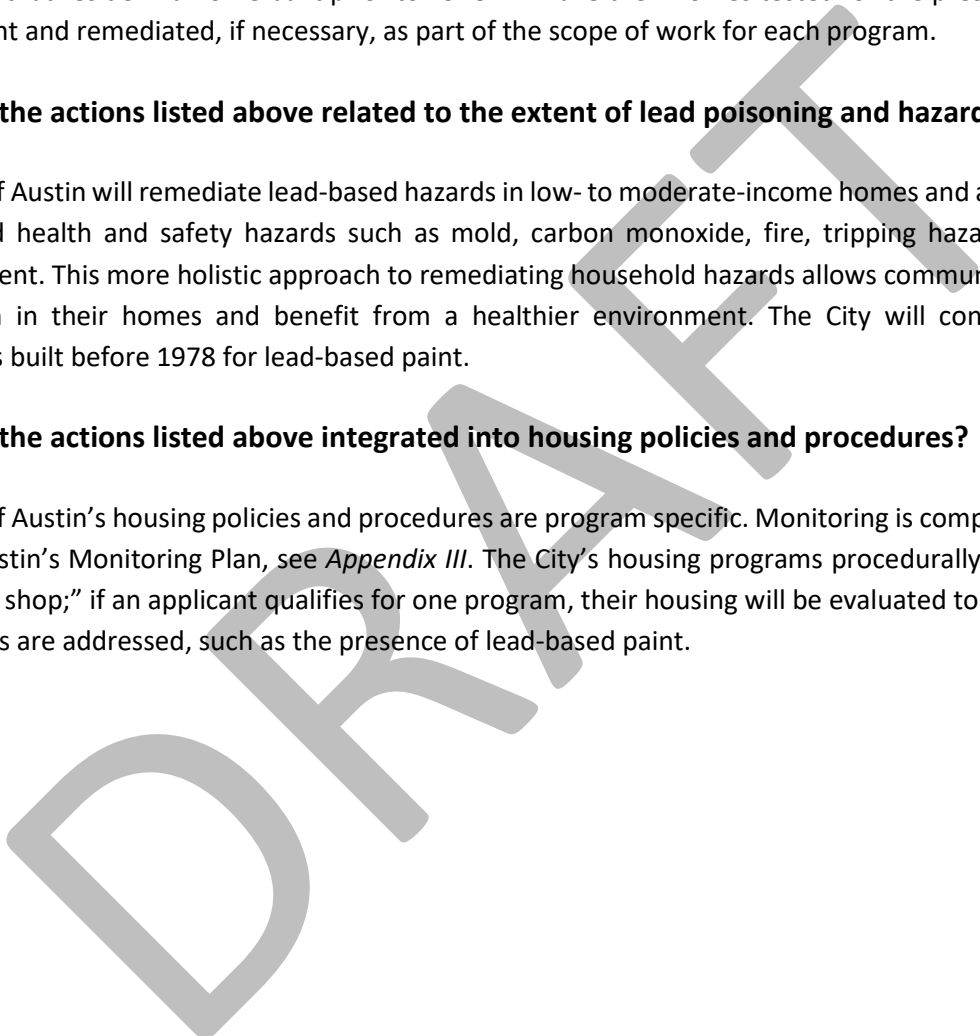 nt and remediated, if necessary, as part of the scope of work for each program.
the actions listed above related to the extent of lead poisoning and hazard
f Austin will remediate lead-based hazards in low- to moderate-income homes and a
d health and safety hazards such as mold, carbon monoxide, fire, tripping haza
ent. This more holistic approach to remediating household hazards allows commun
in their homes and benefit from a healthier environment. The City will con
s built before 1978 for lead-based paint.
the actions listed above integrated into housing policies and procedures?
f Austin’s housing policies and procedures are program specific. Monitoring is comp
stin’s Monitoring Plan, see Appendix III. The City’s housing programs procedurally
shop;” if an applicant qualifies for one program, their housing will be evaluated to
s are addressed, such as the presence of lead-based paint.
DRAFT